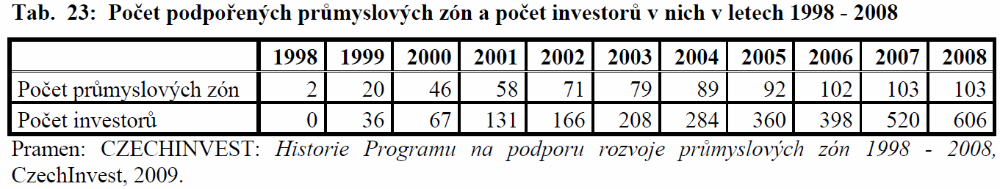 Tab. 23: Počet podpořených průmyslových zón a počet investorů v nich v letech 1998 - 2008
1998 1999 2000 2001 2002 2003 2004 2005 2006 2007 2008
Počet průmyslových zón 2 20 46 58 71 79 89 92 102 103 103
Počet investorů 0 36 67 131 166 208 284 360 398 520 606
Pramen: CZECHINVEST: Historie Programu na podporu rozvoje průmyslových zón 1998 - 2008,
CzechInvest, 2009.